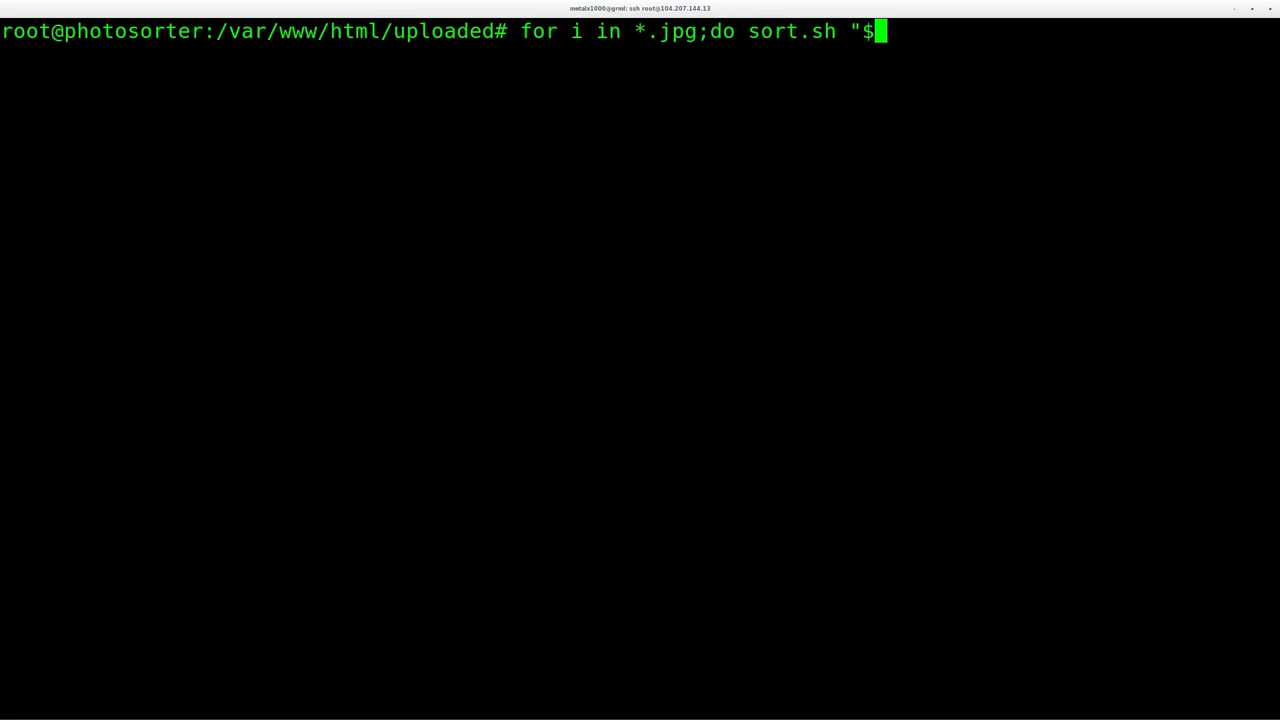 metalx1000@grml: ssh root@104.207.144.13
root@photosorter:/var/www/html/uploaded# for i in *.jpg;do sort.sh "$